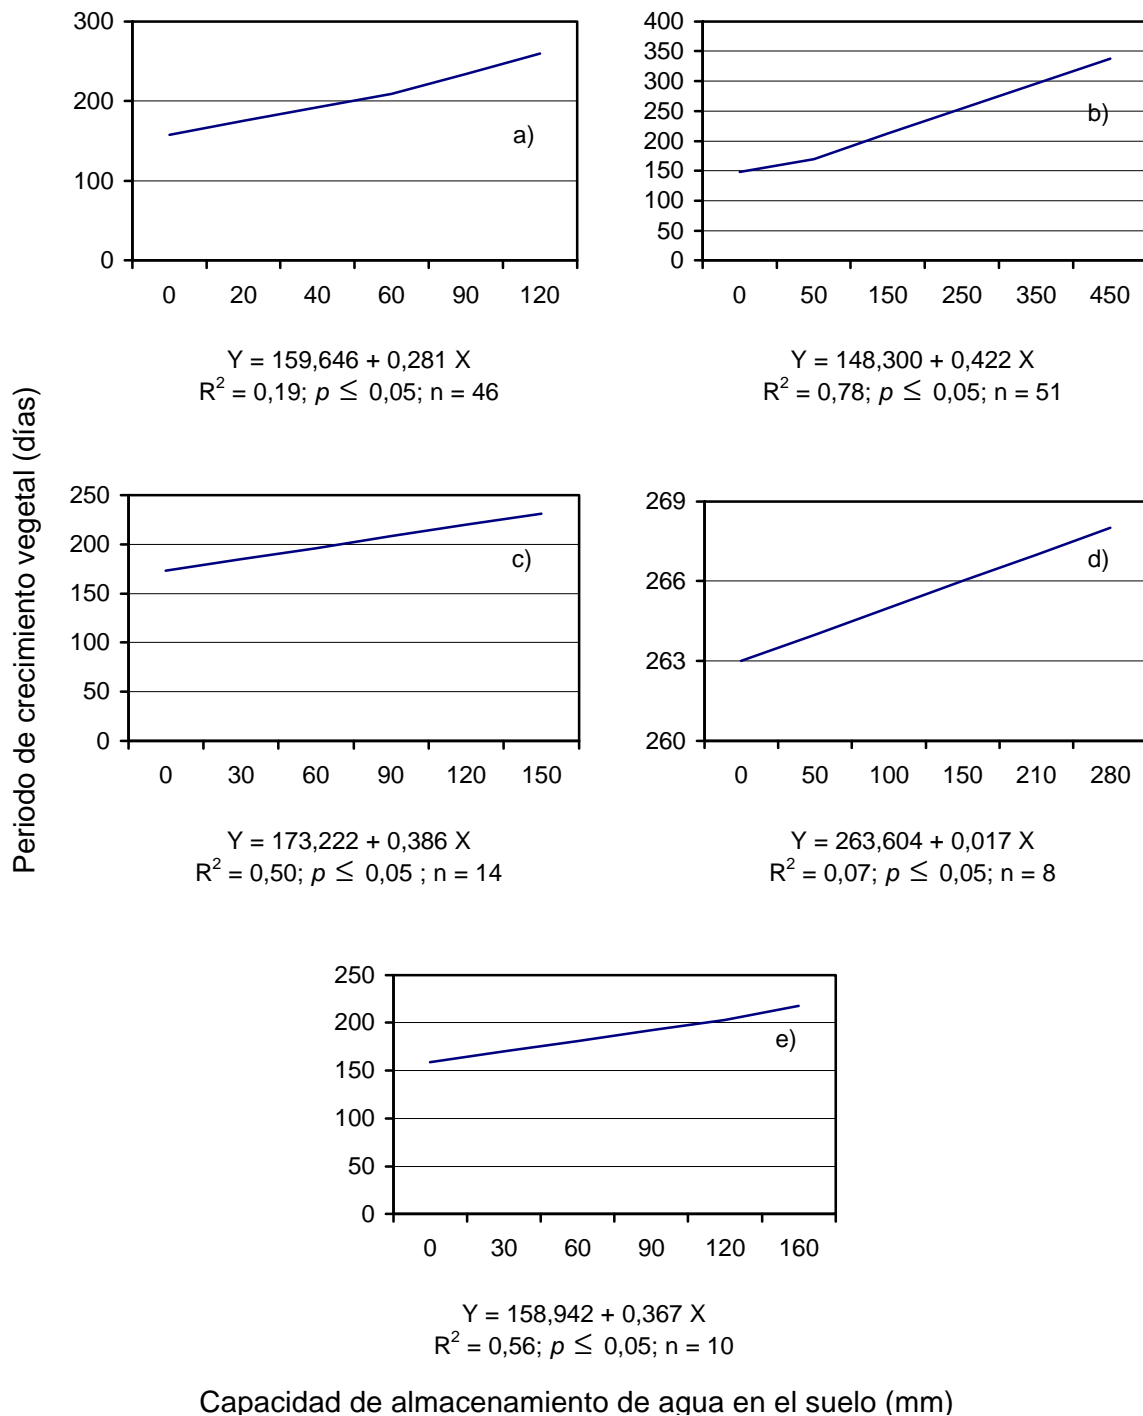 300
200
100
0
a)
0 20 40 60 90 120
Y = 159,646 + 0,281 X
R² = 0,19; p ≤ 0,05; n = 46
400
350
300
250
200
150
100
50
0
b)
0 50 150 250 350 450
Y = 148,300 + 0,422 X
R² = 0,78; p ≤ 0,05; n = 51
Periodo de crecimiento vegetal (días)
250
200
150
100
50
0
c)
0 30 60 90 120 150
Y = 173,222 + 0,386 X
R² = 0,50; p ≤ 0,05 ; n = 14
269
266
263
260
d)
0 50 100 150 210 280
Y = 263,604 + 0,017 X
R² = 0,07; p ≤ 0,05; n = 8
250
200
150
100
50
0
e)
0 30 60 90 120 160
Y = 158,942 + 0,367 X
R² = 0,56; p ≤ 0,05; n = 10
Capacidad de almacenamiento de agua en el suelo (mm)